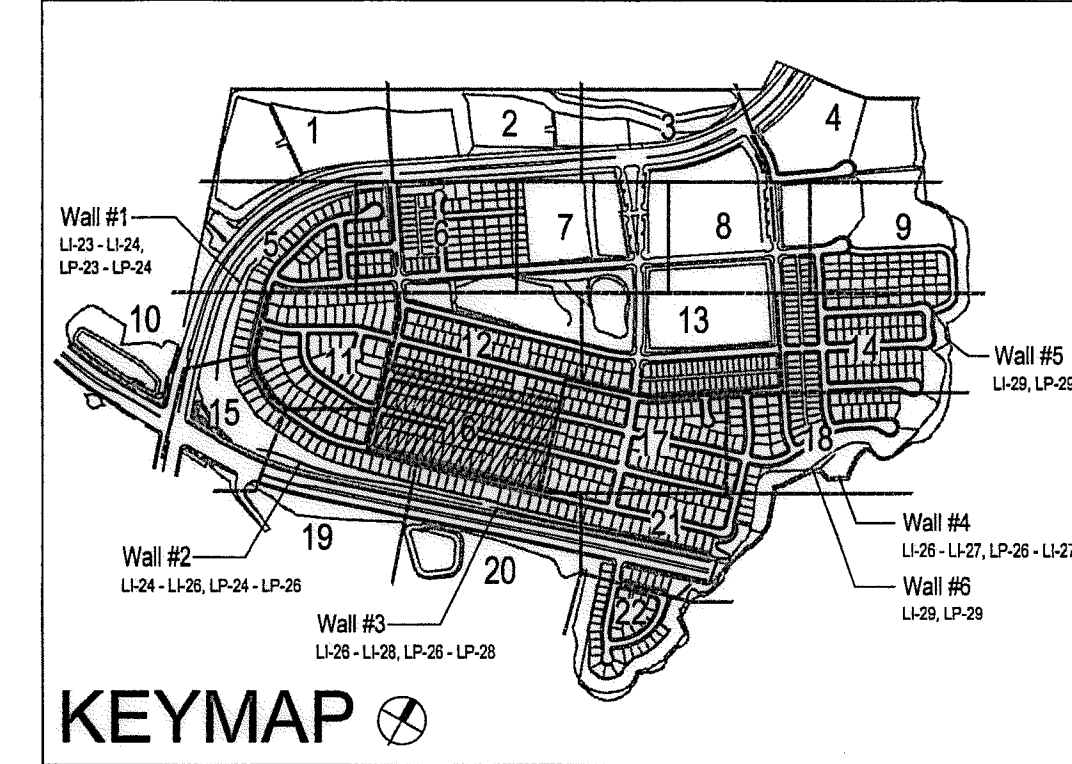 1
2
3
4
Wall #1
LI-23 - LI-24,
LP-23 - LP-24
5
6
7
8
9
10
11
12
13
14
Wall #5
LI-29, LP-29
15
16
17
18
Wall #4
LI-26 - LI-27, LP-26 - LI-27
Wall #6
LI-29, LP-29
19
20
21
22
Wall #2
LI-24 - LI-26, LP-24 - LP-26
Wall #3
LI-26 - LI-28, LP-26 - LP-28
KEYMAP